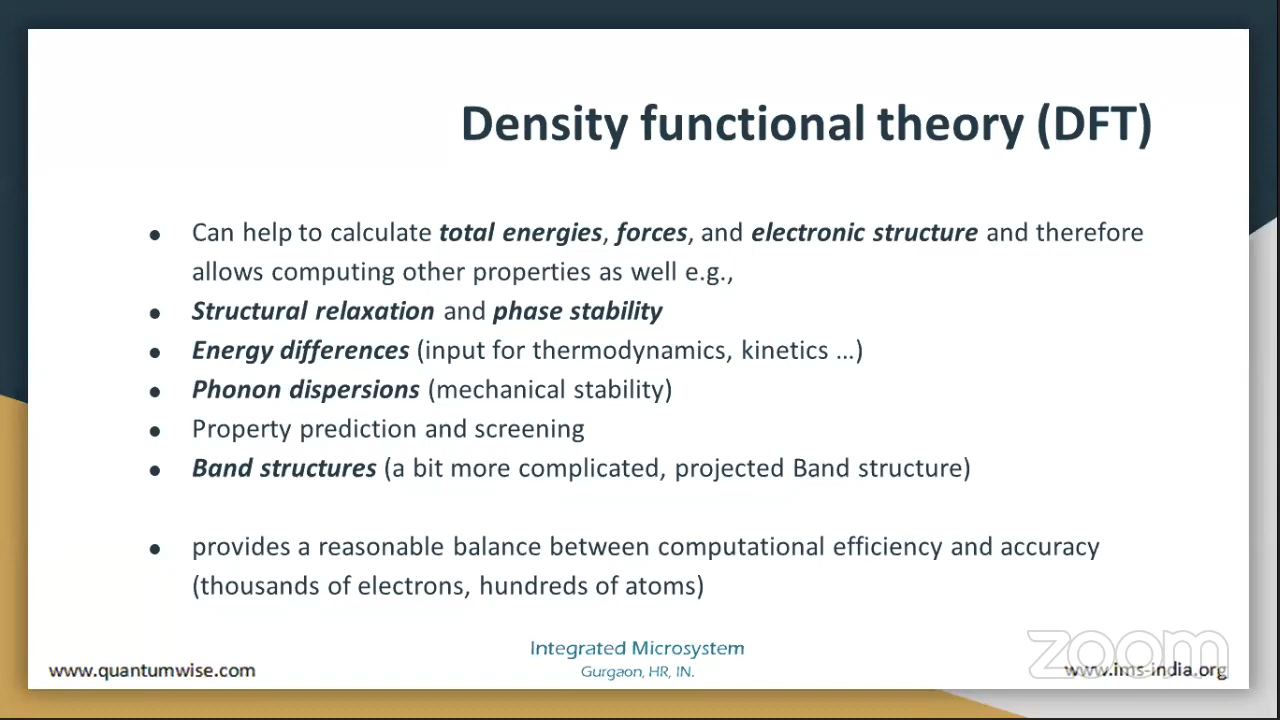 Density functional theory (DFT)
● Can help to calculate total energies, forces, and electronic structure and therefore
allows computing other properties as well e.g.,
● Structural relaxation and phase stability
● Energy differences (input for thermodynamics, kinetics ...)
● Phonon dispersions (mechanical stability)
● Property prediction and screening
● Band structures (a bit more complicated, projected Band structure)
● provides a reasonable balance between computational efficiency and accuracy
(thousands of electrons, hundreds of atoms)
Integrated Microsystem
Gurgaon, HR, IN.
www.quantumwise.com
zoom
www.ims-india.org